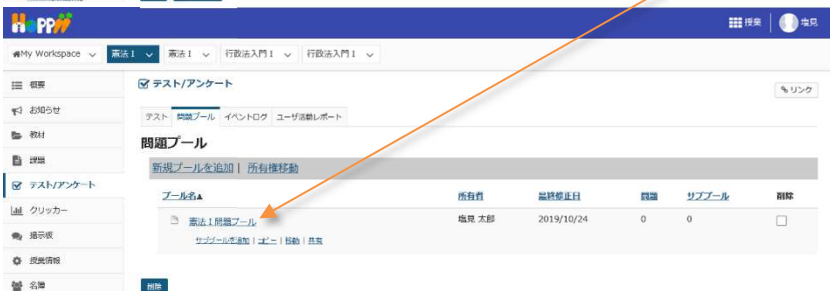 HoPPii
授業
塩見
My Workspace
憲法Ⅰ
憲法Ⅰ
行政法入門Ⅰ
行政法入門Ⅰ
概要
テスト/アンケート
リンク
お知らせ
テスト 問題プール イベントログ ユーザ活動レポート
教材
問題プール
課題
新規プールを追加 | 所有権移動
テスト/アンケート
プール名▲ 所有者 最終修正日 問題 サブプール 削除
クリッカー
憲法Ⅰ問題プール 塩見 太郎 2019/10/24 0 0
掲示板
サブプールを追加 | コピー | 移動 | 共有
授業情報
名簿
削除